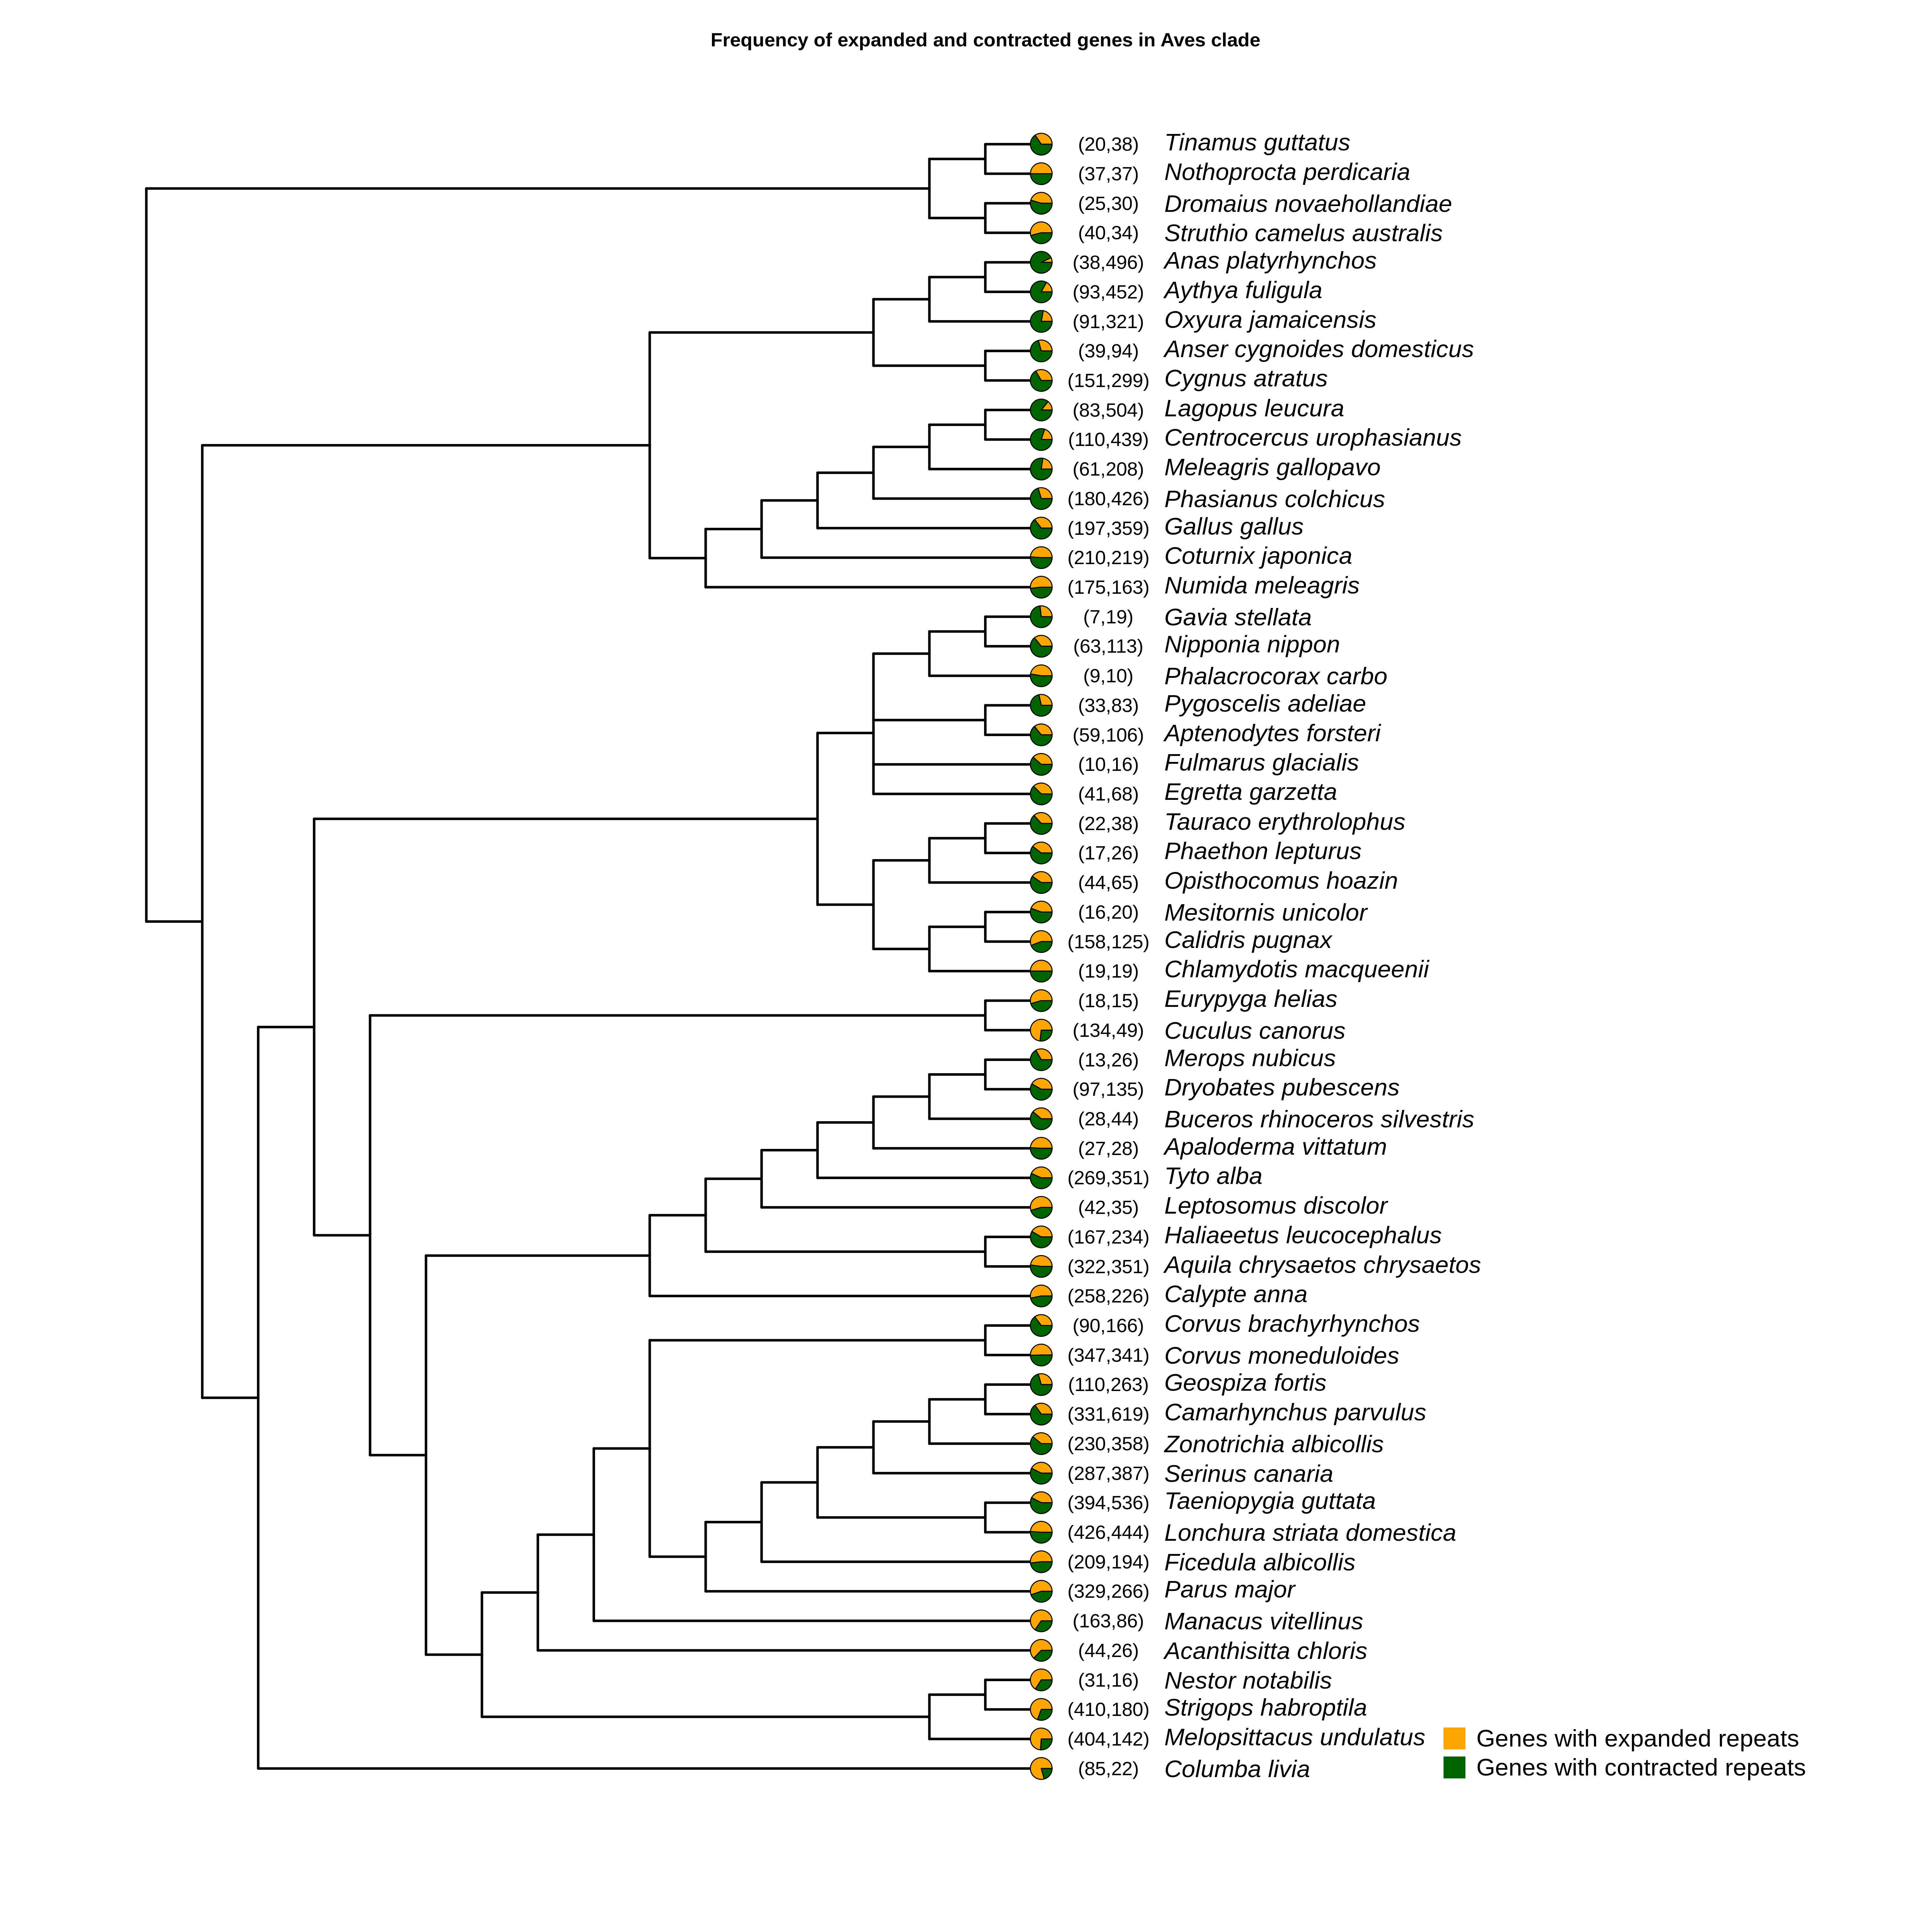 Frequency of expanded and contracted genes in Aves clade
(20,38) Tinamus guttatus
(37,37) Nothoprocta perdicaria
(25,30) Dromaius novaehollandiae
(40,34) Struthio camelus australis
(38,496) Anas platyrhynchos
(93,452) Aythya fuligula
(91,321) Oxyura jamaicensis
(39,94) Anser cygnoides domesticus
(151,299) Cygnus atratus
(83,504) Lagopus leucura
(110,439) Centrocercus urophasianus
(61,208) Meleagris gallopavo
(180,426) Phasianus colchicus
(197,359) Gallus gallus
(210,219) Coturnix japonica
(175,163) Numida meleagris
(7,19) Gavia stellata
(63,113) Nipponia nippon
(9,10) Phalacrocorax carbo
(33,83) Pygoscelis adeliae
(59,106) Aptenodytes forsteri
(10,16) Fulmarus glacialis
(41,68) Egretta garzetta
(22,38) Tauraco erythrolophus
(17,26) Phaethon lepturus
(44,65) Opisthocomus hoazin
(16,20) Mesitornis unicolor
(158,125) Calidris pugnax
(19,19) Chlamydotis macqueenii
(18,15) Eurypyga helias
(134,49) Cuculus canorus
(13,26) Merops nubicus
(97,135) Dryobates pubescens
(28,44) Buceros rhinoceros silvestris
(27,28) Apaloderma vittatum
(269,351) Tyto alba
(42,35) Leptosomus discolor
(167,234) Haliaeetus leucocephalus
(322,351) Aquila chrysaetos chrysaetos
(258,226) Calypte anna
(90,166) Corvus brachyrhynchos
(347,341) Corvus moneduloides
(110,263) Geospiza fortis
(331,619) Camarhynchus parvulus
(230,358) Zonotrichia albicollis
(287,387) Serinus canaria
(394,536) Taeniopygia guttata
(426,444) Lonchura striata domestica
(209,194) Ficedula albicollis
(329,266) Parus major
(163,86) Manacus vitellinus
(44,26) Acanthisitta chloris
(31,16) Nestor notabilis
(410,180) Strigops habroptila
(404,142) Melopsittacus undulatus
(85,22) Columba livia
Genes with expanded repeats
Genes with contracted repeats